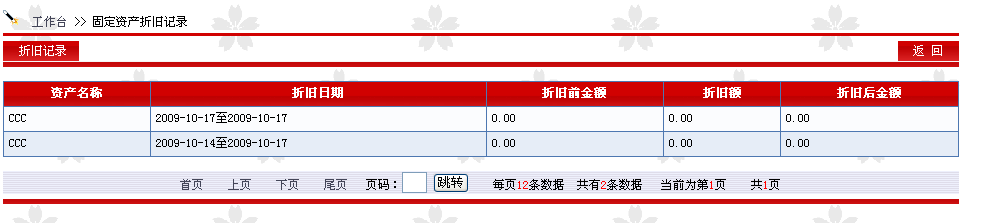 工作台 >> 固定资产折旧记录
折旧记录 返 回
资产名称 折旧日期 折旧前金额 折旧额 折旧后金额
CCC 2009-10-17至2009-10-17 0.00 0.00 0.00
CCC 2009-10-14至2009-10-17 0.00 0.00 0.00
首页 上页 下页 尾页 页码： 跳转 每页12条数据 共有2条数据 当前为第1页 共1页